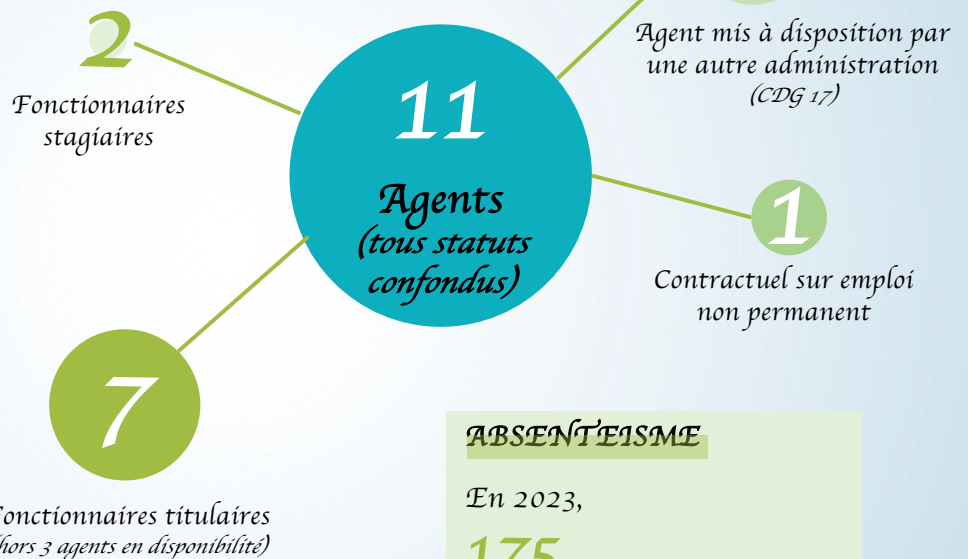 2
Fonctionnaires
stagiaires
11
Agents
(tous statuts
confondus)
Agent mis à disposition par
une autre administration
(CDG 17)
1
Contractuel sur emploi
non permanent
7
Fonctionnaires titulaires
(hors 3 agents en disponibilité)
ABSENTEISME
En 2023,
175